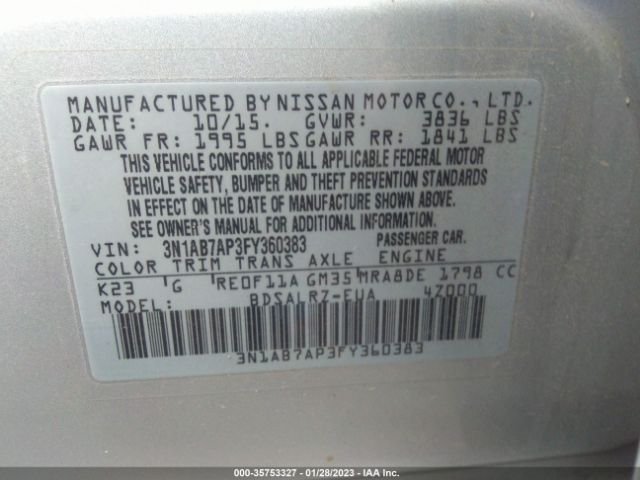 MANUFACTURED BY NISSAN MOTOR CO., LTD.
DATE: 10/15. GVWR: 3836 LBS
GAWR FR: 1995 LBS GAWR RR: 1841 LBS
THIS VEHICLE CONFORMS TO ALL APPLICABLE FEDERAL MOTOR
VEHICLE SAFETY, BUMPER AND THEFT PREVENTION STANDARDS
IN EFFECT ON THE DATE OF MANUFACTURE SHOWN ABOVE.
SEE OWNER'S MANUAL FOR ADDITIONAL INFORMATION.
VIN: 3N1AB7AP3FY360383 PASSENGER CAR.
COLOR TRIM TRANS AXLE ENGINE
K23 G RE0F11A GM35 MRA8DE 1798 CC
MODEL: BDSALRZ-EUA 4Z000
3N1AB7AP3FY360383
000-35753327 | 01/28/2023 - IAA Inc.